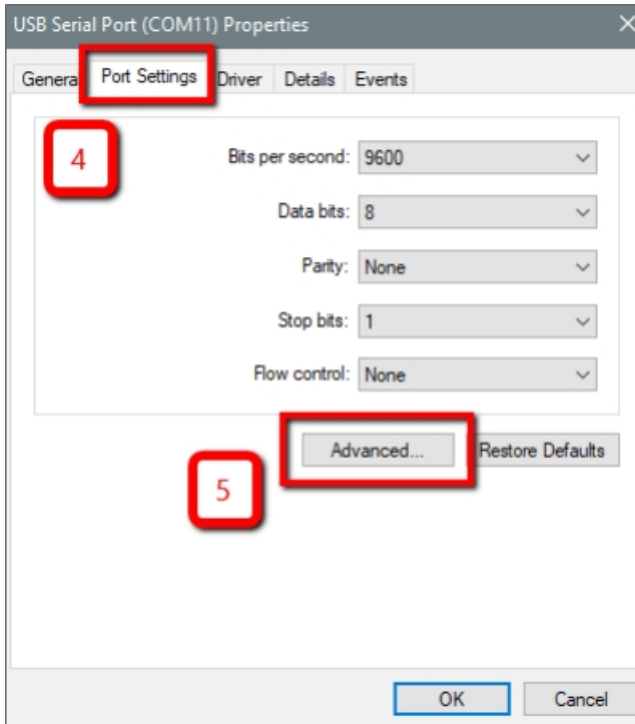 USB Serial Port (COM11) Properties
General Port Settings Driver Details Events
4
Bits per second: 9600
Data bits: 8
Parity: None
Stop bits: 1
Flow control: None
Advanced... Restore Defaults
5
OK Cancel